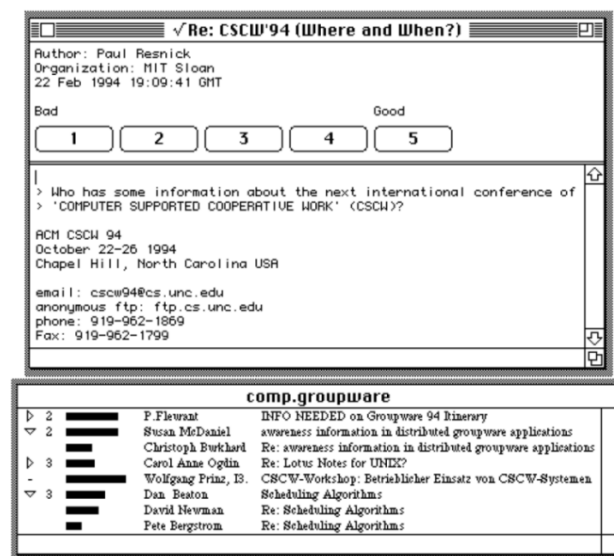 √Re: CSCW'94 (Where and When?)
Author: Paul Resnick
Organization: MIT Sloan
22 Feb 1994 19:09:41 GMT
Bad Good
1 2 3 4 5
> Who has some information about the next international conference of
> 'COMPUTER SUPPORTED COOPERATIVE WORK' (CSCW)?
ACM CSCW 94
October 22-26 1994
Chapel Hill, North Carolina USA
email: cscw94@cs.unc.edu
anonymous ftp: ftp.cs.unc.edu
phone: 919-962-1869
Fax: 919-962-1799
comp.groupware
2 P.Flewrant INFO NEEDED on Groupware 94 Itinerary
2 Susan McDaniel awareness information in distributed groupware applications
Christoph Burkhard Re: awareness information in distributed groupware applications
3 Carol Anne Ogdin Re: Lotus Notes for UNIX?
- Wolfgang Prinz, I3. CSCW-Workshop: Betrieblicher Einsatz von CSCW-Systemen
3 Dan Beaton Scheduling Algorithms
David Newman Re: Scheduling Algorithms
Pete Bergstrom Re: Scheduling Algorithms